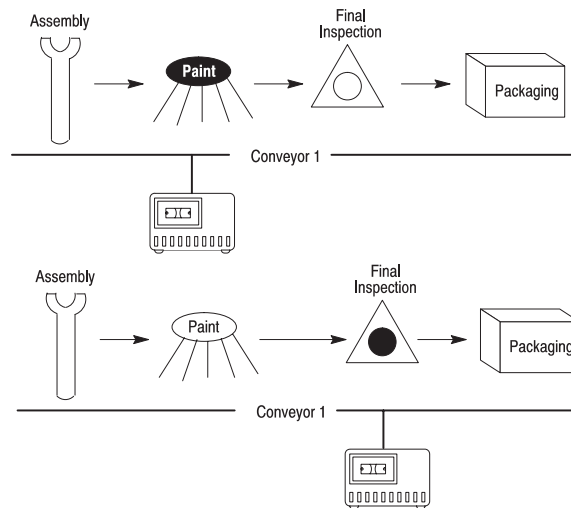 Assembly
Paint
Final
Inspection
Packaging
Conveyor 1
Assembly
Paint
Final
Inspection
Packaging
Conveyor 1